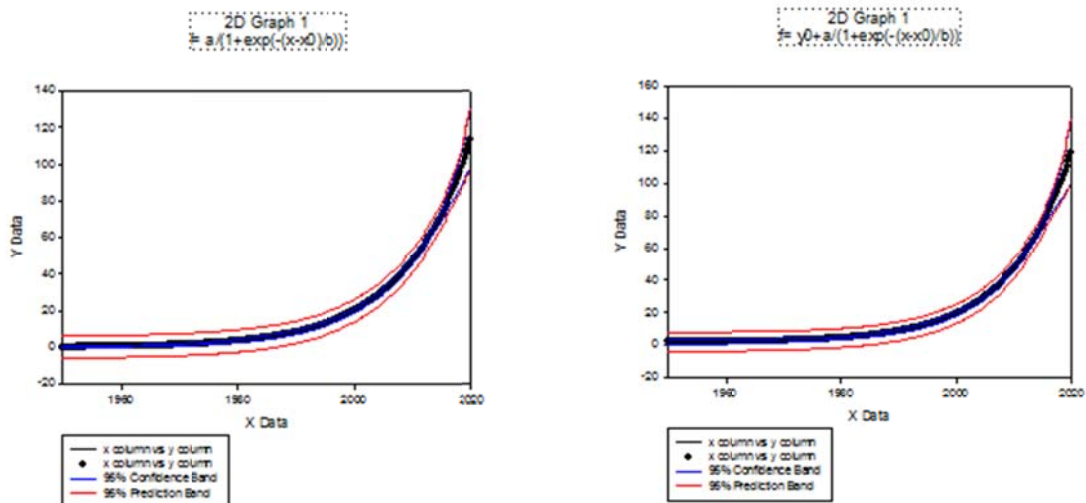 2D Graph 1
f= a/(1+exp(-(x-x0)/b))
140
120
100
80
60
40
20
0
-20
Y Data
1960
1980
2000
2020
X Data
x column vs y column
x column vs y column
95% Confidence Band
95% Prediction Band
2D Graph 1
f= y0+a/(1+exp(-(x-x0)/b))
160
140
120
100
80
60
40
20
0
-20
Y Data
1960
1980
2000
2020
X Data
x column vs y column
x column vs y column
95% Confidence Band
95% Prediction Band